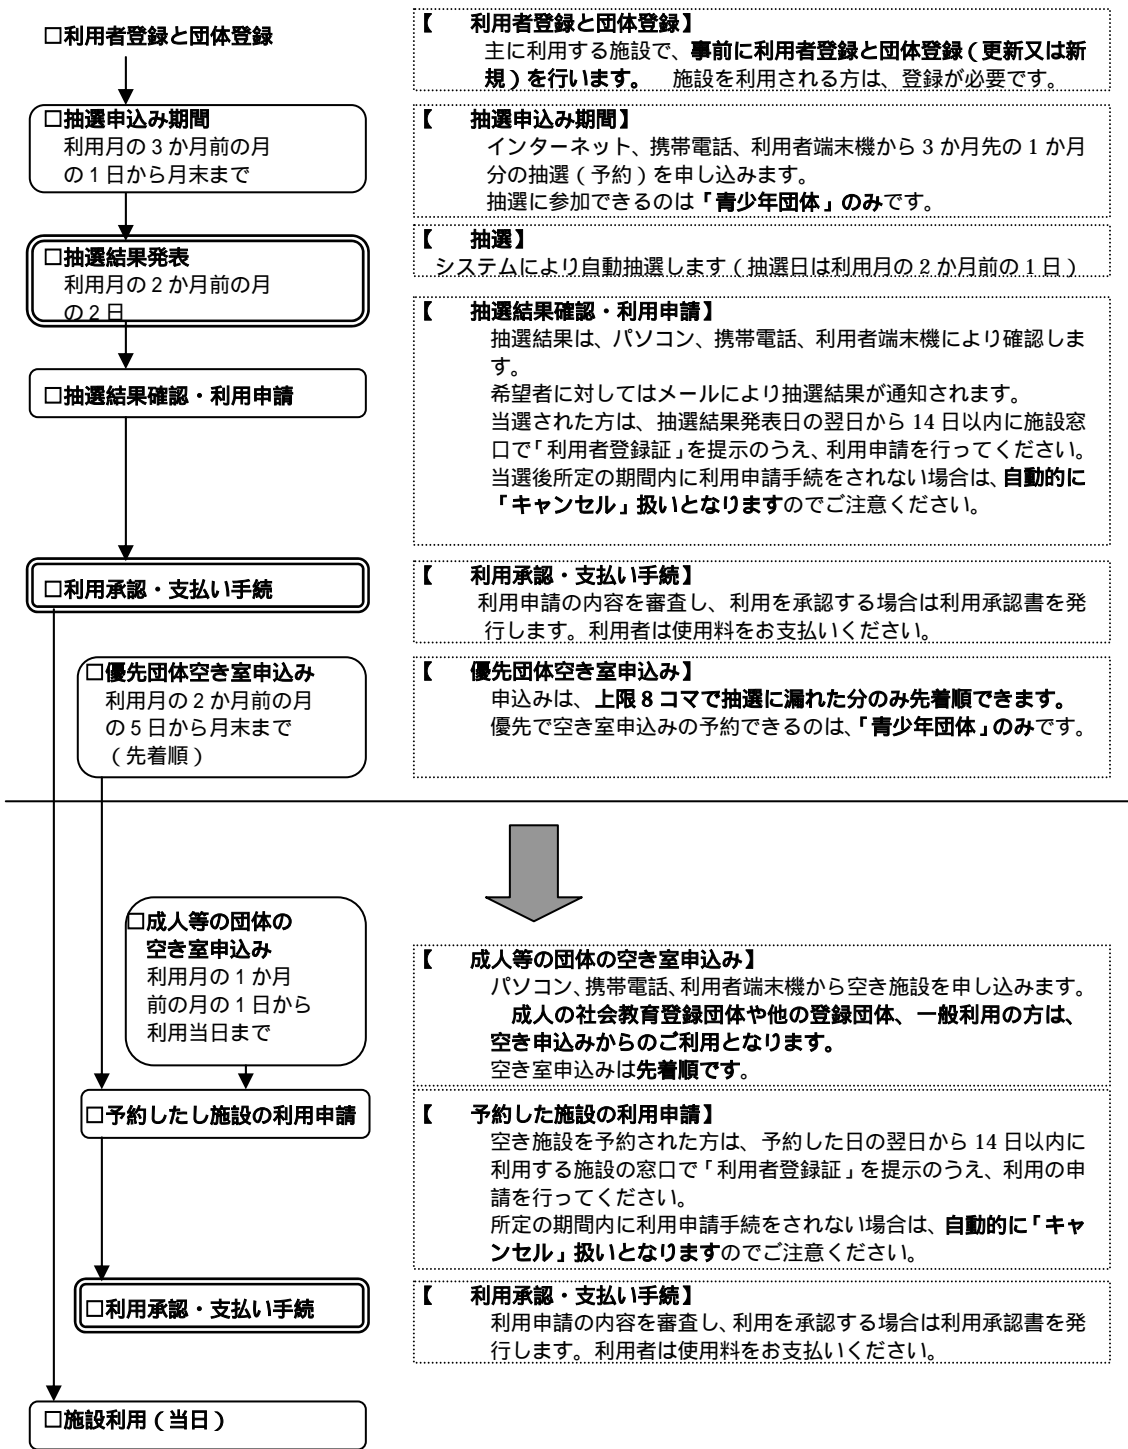 □利用者登録と団体登録
【　利用者登録と団体登録】
主に利用する施設で、事前に利用者登録と団体登録（更新又は新
規）を行います。　施設を利用される方は、登録が必要です。
□抽選申込み期間
利用月の３か月前の月
の１日から月末まで
【　抽選申込み期間】
インターネット、携帯電話、利用者端末機から３か月先の１か月
分の抽選（予約）を申し込みます。
抽選に参加できるのは「青少年団体」のみです。
□抽選結果発表
利用月の２か月前の月
の２日
【　抽選】
システムにより自動抽選します（抽選日は利用月の２か月前の１日）
□抽選結果確認・利用申請
【　抽選結果確認・利用申請】
抽選結果は、パソコン、携帯電話、利用者端末機により確認しま
す。
希望者に対してはメールにより抽選結果が通知されます。
当選された方は、抽選結果発表日の翌日から 14 日以内に施設窓
口で「利用者登録証」を提示のうえ、利用申請を行ってください。
当選後所定の期間内に利用申請手続をされない場合は、自動的に
「キャンセル」扱いとなりますのでご注意ください。
□利用承認・支払い手続
【　利用承認・支払い手続】
利用申請の内容を審査し、利用を承認する場合は利用承認書を発
行します。利用者は使用料をお支払いください。
□優先団体空き室申込み
利用月の２か月前の月
の５日から月末まで
（先着順）
【　優先団体空き室申込み】
申込みは、上限８コマで抽選に漏れた分のみ先着順できます。
優先で空き室申込みの予約できるのは、「青少年団体」のみです。
□成人等の団体の
空き室申込み
利用月の１か月
前の月の１日から
利用当日まで
【　成人等の団体の空き室申込み】
パソコン、携帯電話、利用者端末機から空き施設を申し込みます。
成人の社会教育登録団体や他の登録団体、一般利用の方は、
空き申込みからのご利用となります。
空き室申込みは先着順です。
□予約したし施設の利用申請
【　予約した施設の利用申請】
空き施設を予約された方は、予約した日の翌日から 14 日以内に
利用する施設の窓口で「利用者登録証」を提示のうえ、利用の申
請を行ってください。
所定の期間内に利用申請手続をされない場合は、自動的に「キャ
ンセル」扱いとなりますのでご注意ください。
□利用承認・支払い手続
【　利用承認・支払い手続】
利用申請の内容を審査し、利用を承認する場合は利用承認書を発
行します。利用者は使用料をお支払いください。
□施設利用（当日）